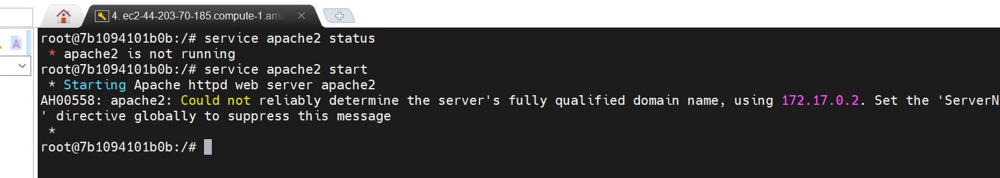 4. ec2-44-203-70-185.compute-1.ama
A
root@7b1094101b0b:/# service apache2 status
* apache2 is not running
root@7b1094101b0b:/# service apache2 start
* Starting Apache httpd web server apache2
AH00558: apache2: Could not reliably determine the server's fully qualified domain name, using 172.17.0.2. Set the 'ServerN
' directive globally to suppress this message
*
root@7b1094101b0b:/#